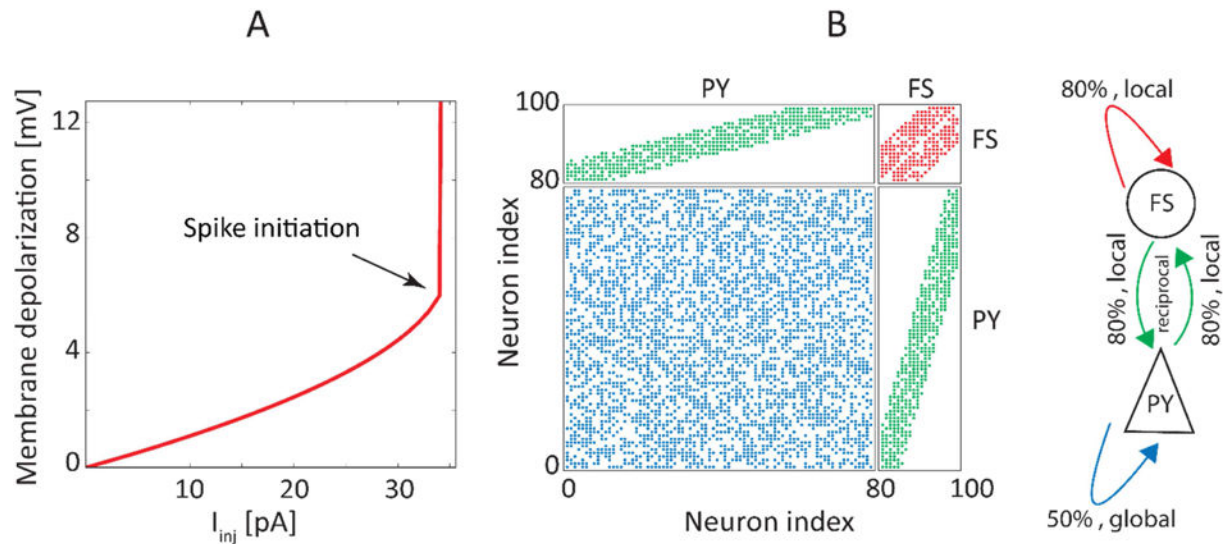 A
B
Membrane depolarization [mV]
12
8
4
0
Spike initiation
10
20
30
I inj [pA]
PY
FS
100
80
0
Neuron index
FS
PY
0
80
100
Neuron index
80% , local
FS
80% , local
reciprocal
80% , local
PY
50% , global